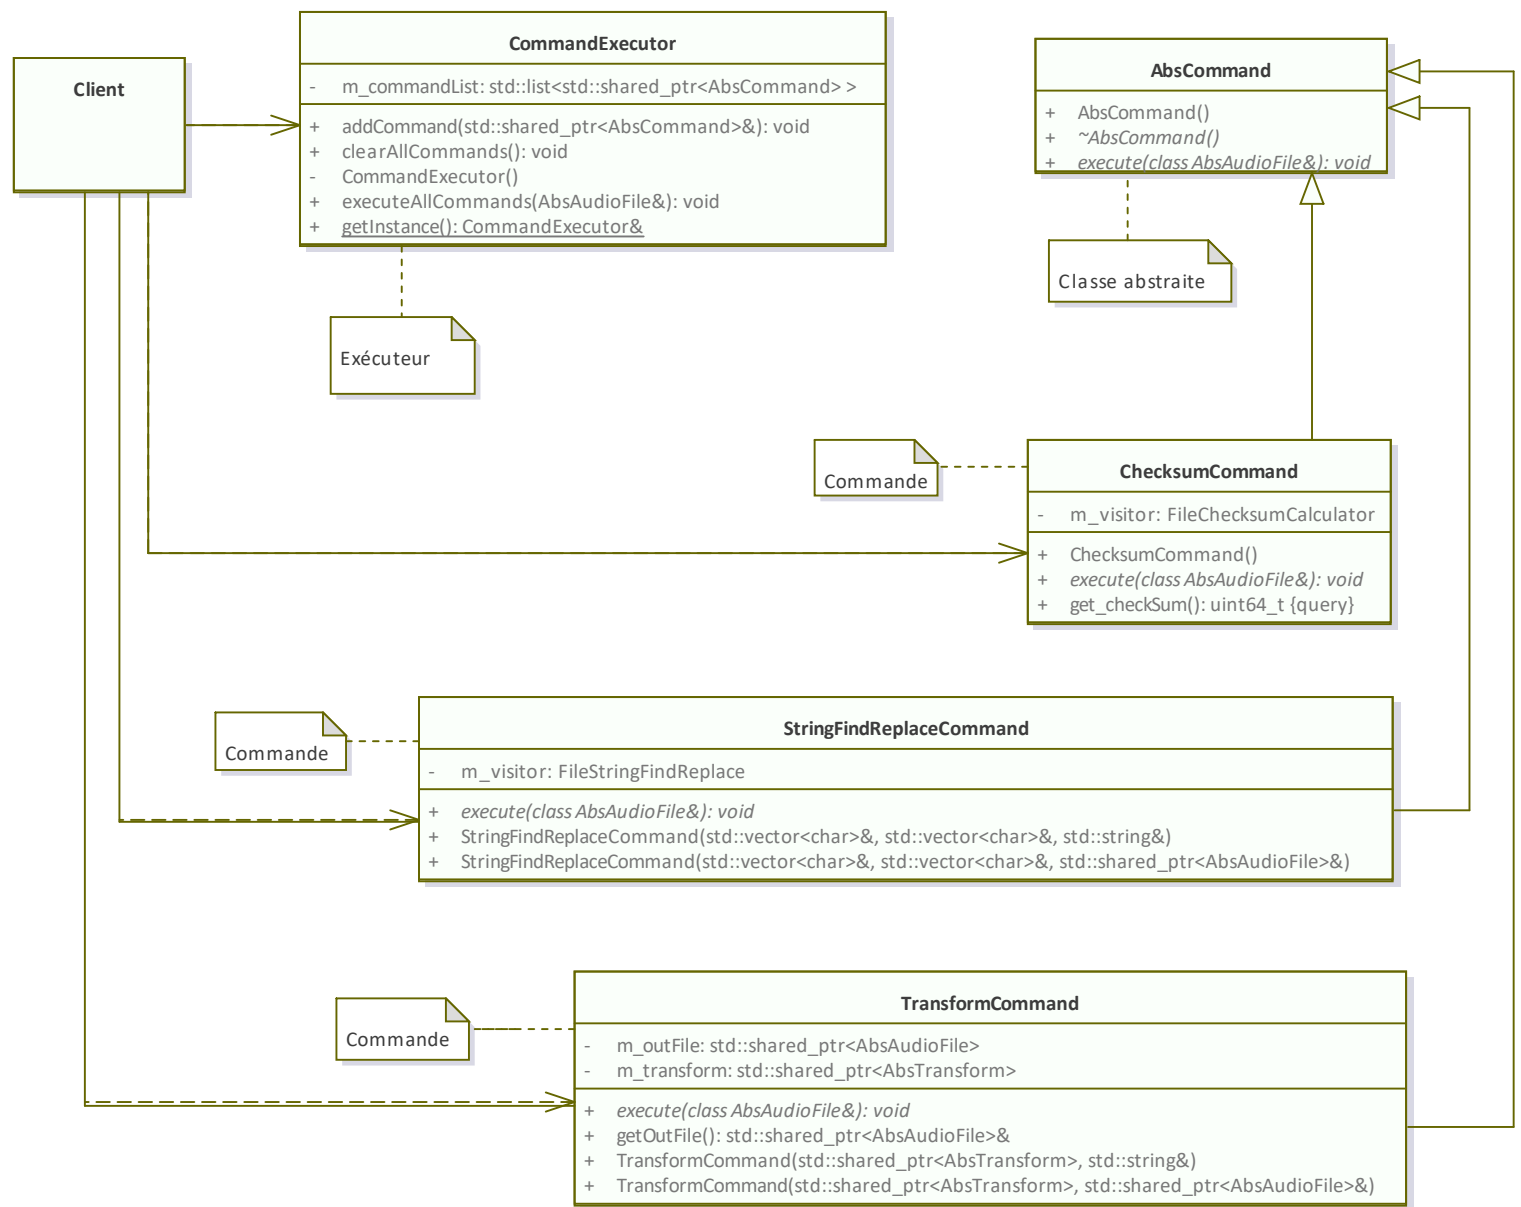 Client
CommandExecutor
- m_commandList: std::list<std::shared_ptr<AbsCommand> >
+ addCommand(std::shared_ptr<AbsCommand>&): void
+ clearAllCommands(): void
- CommandExecutor()
+ executeAllCommands(AbsAudioFile&): void
+ getInstance(): CommandExecutor&
Exécuteur
AbsCommand
+ AbsCommand()
+ ~AbsCommand()
+ execute(class AbsAudioFile&): void
Classe abstraite
Commande
ChecksumCommand
- m_visitor: FileChecksumCalculator
+ ChecksumCommand()
+ execute(class AbsAudioFile&): void
+ get_checkSum(): uint64_t {query}
Commande
StringFindReplaceCommand
- m_visitor: FileStringFindReplace
+ execute(class AbsAudioFile&): void
+ StringFindReplaceCommand(std::vector<char>&, std::vector<char>&, std::string&)
+ StringFindReplaceCommand(std::vector<char>&, std::vector<char>&, std::shared_ptr<AbsAudioFile>&)
Commande
TransformCommand
- m_outFile: std::shared_ptr<AbsAudioFile>
- m_transform: std::shared_ptr<AbsTransform>
+ execute(class AbsAudioFile&): void
+ getOutFile(): std::shared_ptr<AbsAudioFile>&
+ TransformCommand(std::shared_ptr<AbsTransform>, std::string&)
+ TransformCommand(std::shared_ptr<AbsTransform>, std::shared_ptr<AbsAudioFile>&)